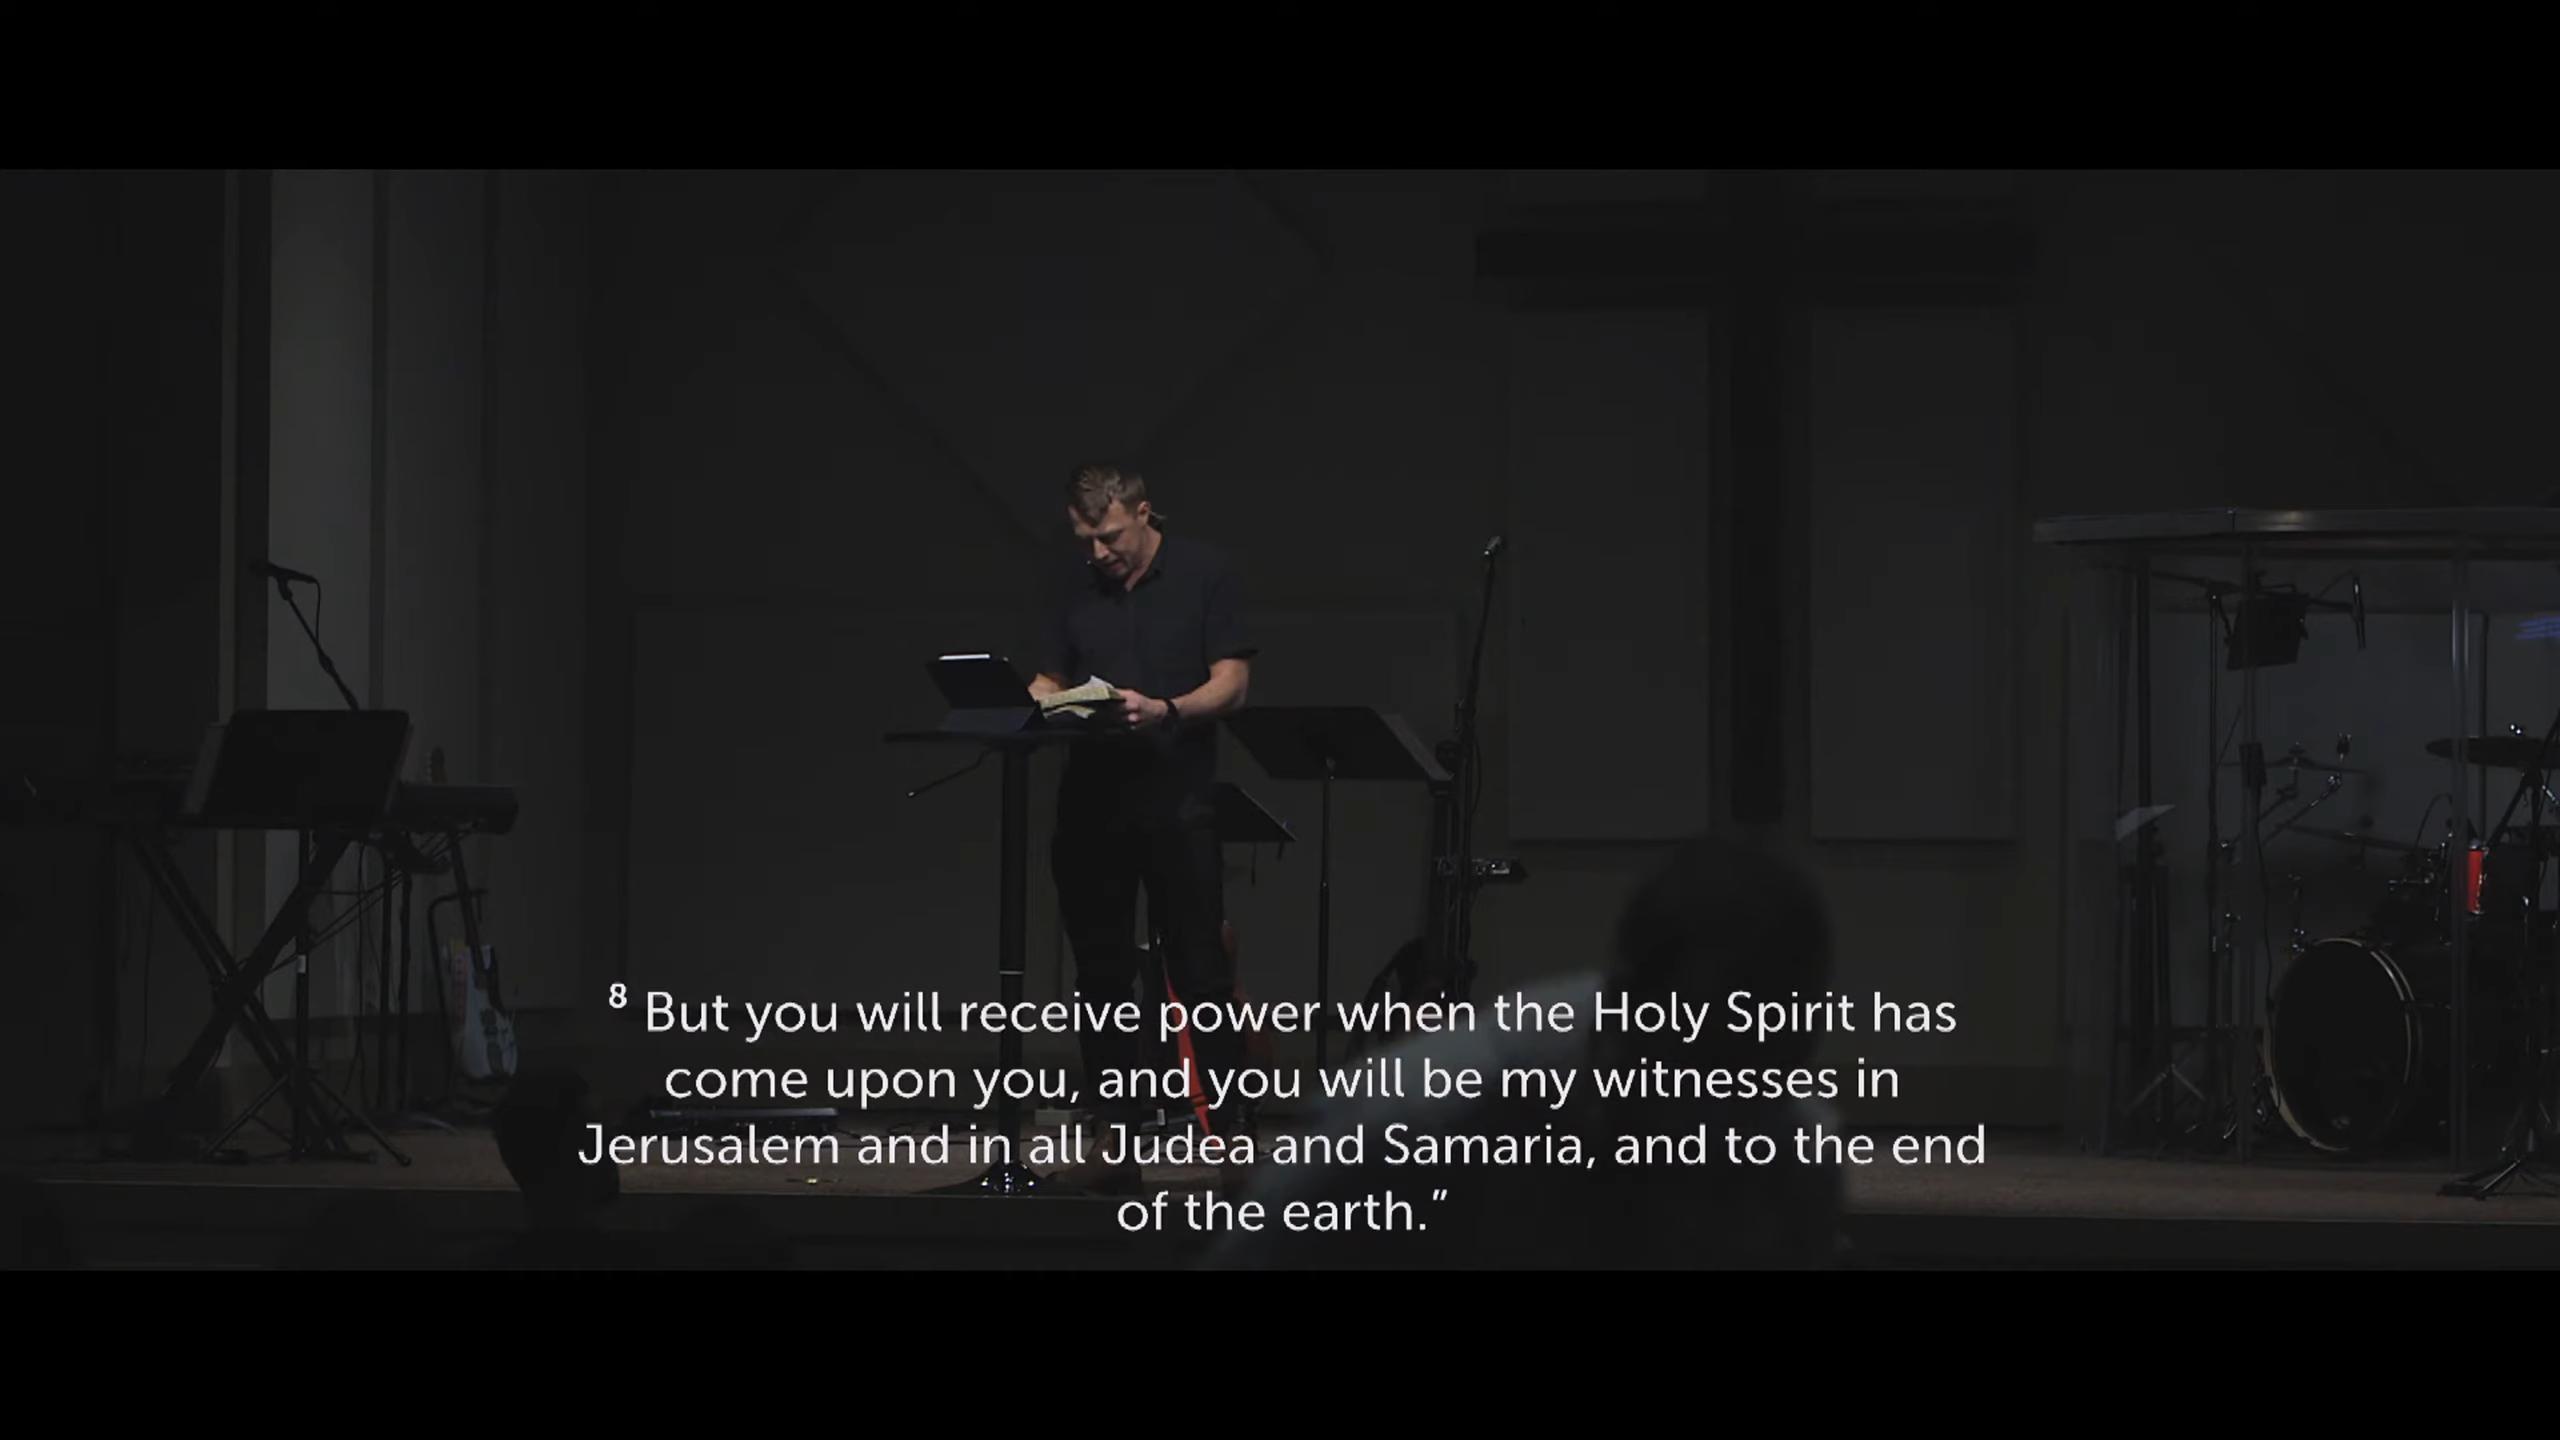 8 But you will receive power when the Holy Spirit has
come upon you, and you will be my witnesses in
Jerusalem and in all Judea and Samaria, and to the end
of the earth.”